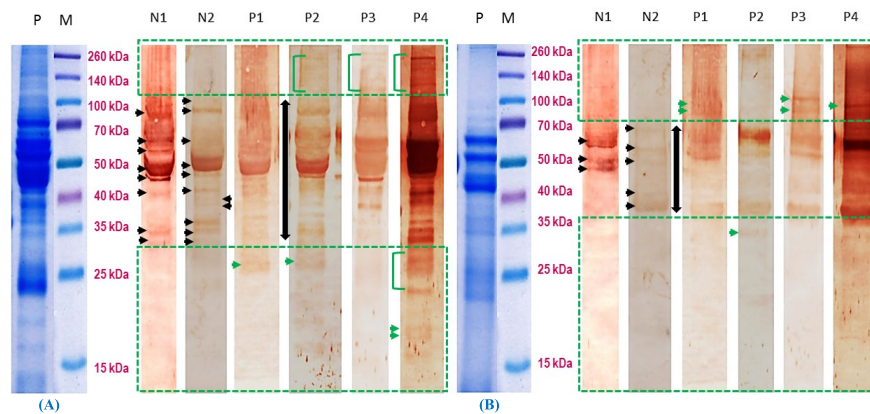 P M N1 N2 P1 P2 P3 P4 P M N1 N2 P1 P2 P3 P4
260 kDa
140 kDa
100 kDa
70 kDa
50 kDa
40 kDa
35 kDa
25 kDa
15 kDa
(A)
260 kDa
140 kDa
100 kDa
70 kDa
50 kDa
40 kDa
35 kDa
25 kDa
15 kDa
(B)